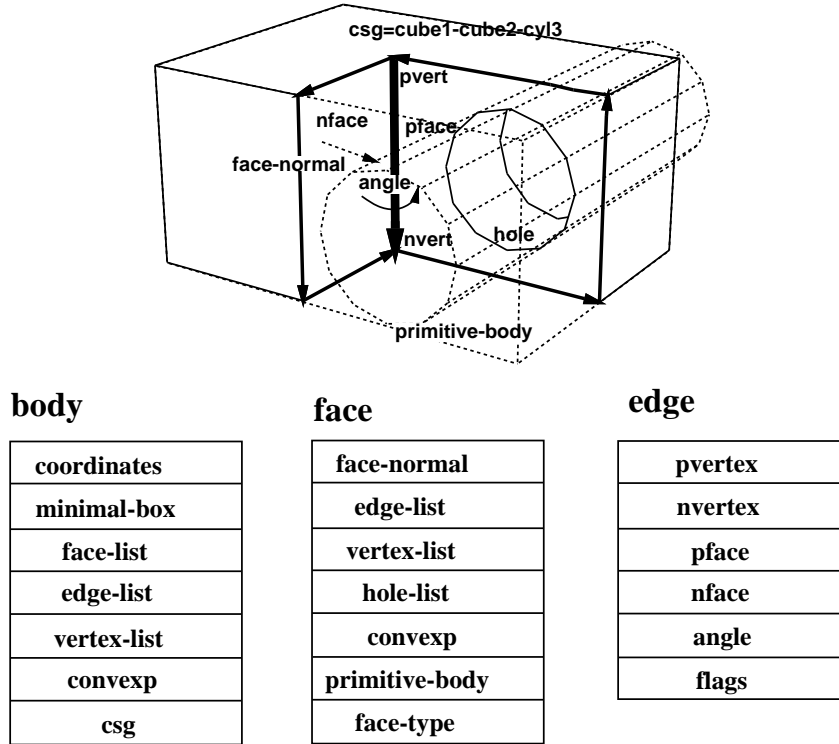 csg=cube1-cube2-cyl3
pvert
nface
pface
face-normal
angle
nvert
hole
primitive-body
body
coordinates
minimal-box
face-list
edge-list
vertex-list
convexp
csg
face
face-normal
edge-list
vertex-list
hole-list
convexp
primitive-body
face-type
edge
pvertex
nvertex
pface
nface
angle
flags